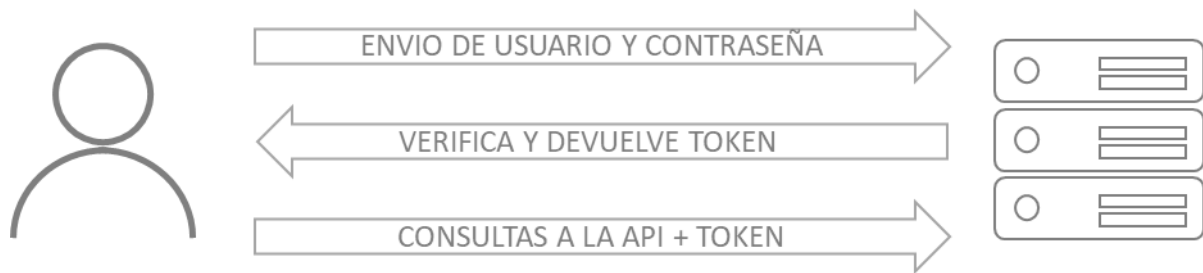 ENVIO DE USUARIO Y CONTRASEÑA
VERIFICA Y DEVUELVE TOKEN
CONSULTAS A LA API + TOKEN